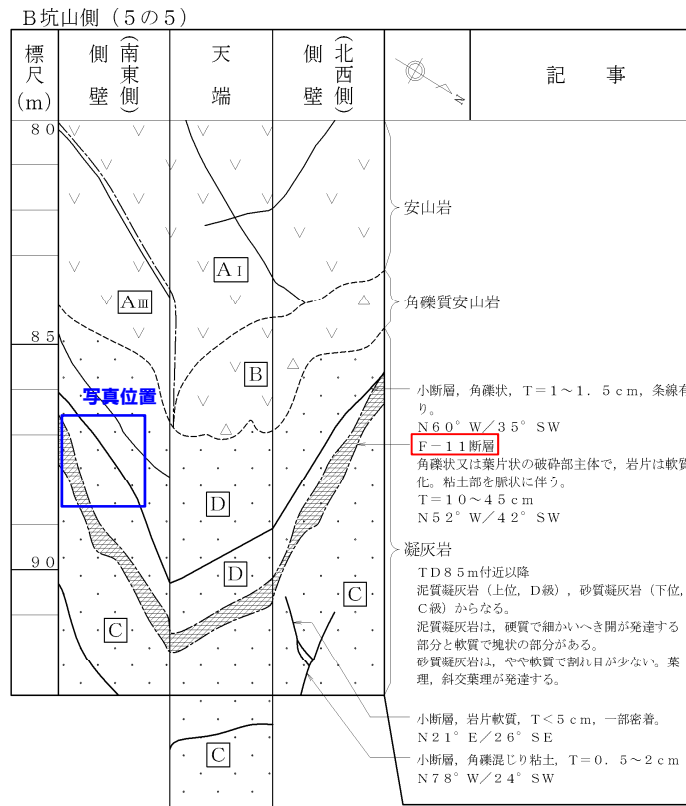 B坑山側（5の5）
標尺(m)
側壁(南東側)
天端
側壁(北西側)
N
記事
80
安山岩
AⅠ
AⅢ
角礫質安山岩
85
B
写真位置
小断層，角礫状，T＝1～1．5cm，条線有
り。
N60°W／35°SW
F－11断層
角礫状又は葉片状の破砕部主体で，岩片は軟質
化。粘土部を脈状に伴う。
T＝10～45cm
N52°W／42°SW
D
凝灰岩
90
D
TD85m付近以降
泥質凝灰岩（上位，D級），砂質凝灰岩（下位，
C級）からなる。
泥質凝灰岩は，硬質で細かいへき開が発達する
部分と軟質で塊状の部分がある。
砂質凝灰岩は，やや軟質で割れ目が少ない。葉
理，斜交葉理が発達する。
C
C
小断層，岩片軟質，T＜5cm，一部密着。
N21°E／26°SE
C
小断層，角礫混じり粘土，T＝0．5～2cm
N78°W／24°SW